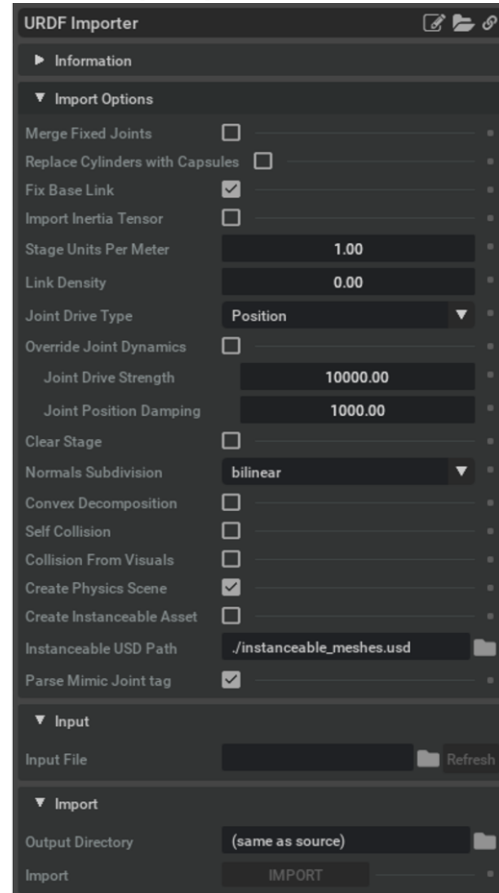 URDF Importer
Information
Import Options
Merge Fixed Joints
Replace Cylinders with Capsules
Fix Base Link
Import Inertia Tensor
Stage Units Per Meter 1.00
Link Density 0.00
Joint Drive Type Position
Override Joint Dynamics
Joint Drive Strength 10000.00
Joint Position Damping 1000.00
Clear Stage
Normals Subdivision bilinear
Convex Decomposition
Self Collision
Collision From Visuals
Create Physics Scene
Create Instanceable Asset
Instanceable USD Path ./instanceable_meshes.usd
Parse Mimic Joint tag
Input
Input File Refresh
Import
Output Directory (same as source)
Import IMPORT